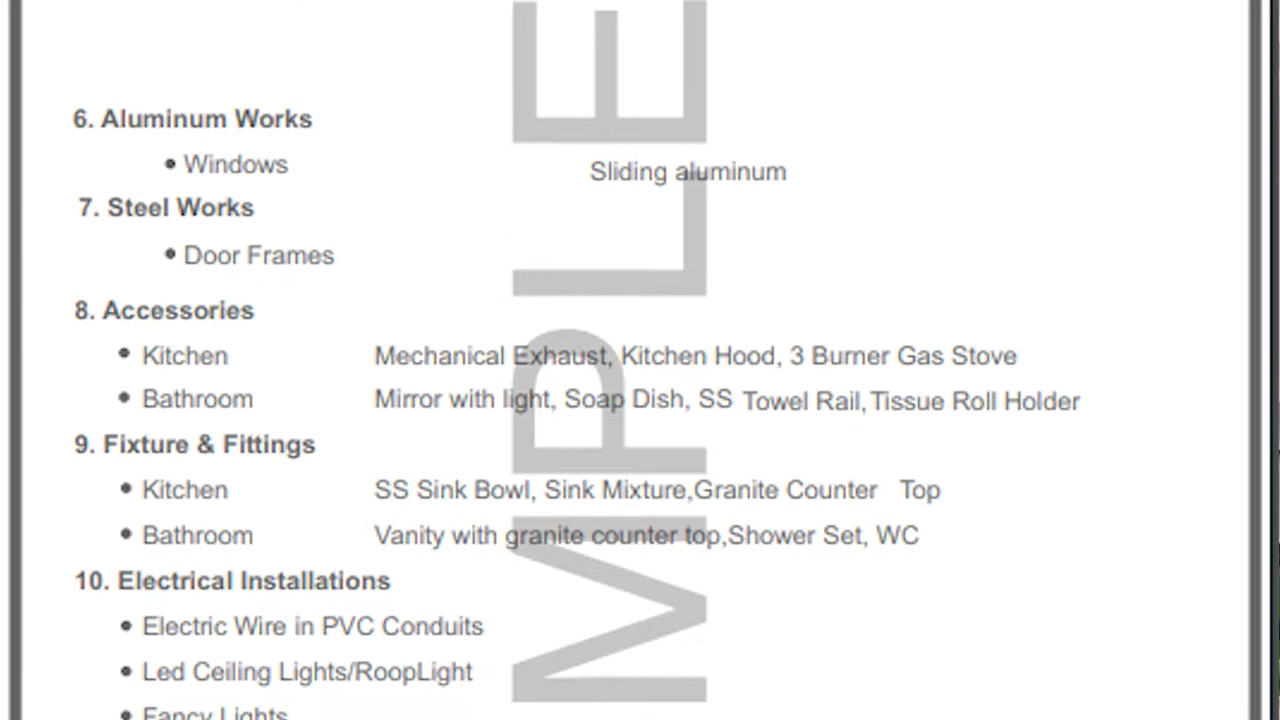 6. Aluminum Works
• Windows Sliding aluminum
7. Steel Works
• Door Frames
8. Accessories
• Kitchen Mechanical Exhaust, Kitchen Hood, 3 Burner Gas Stove
• Bathroom Mirror with light, Soap Dish, SS Towel Rail, Tissue Roll Holder
9. Fixture & Fittings
• Kitchen SS Sink Bowl, Sink Mixture,Granite Counter Top
• Bathroom Vanity with granite counter top,Shower Set, WC
10. Electrical Installations
• Electric Wire in PVC Conduits
• Led Ceiling Lights/RoopLight
• Fancy Lights
MPLE